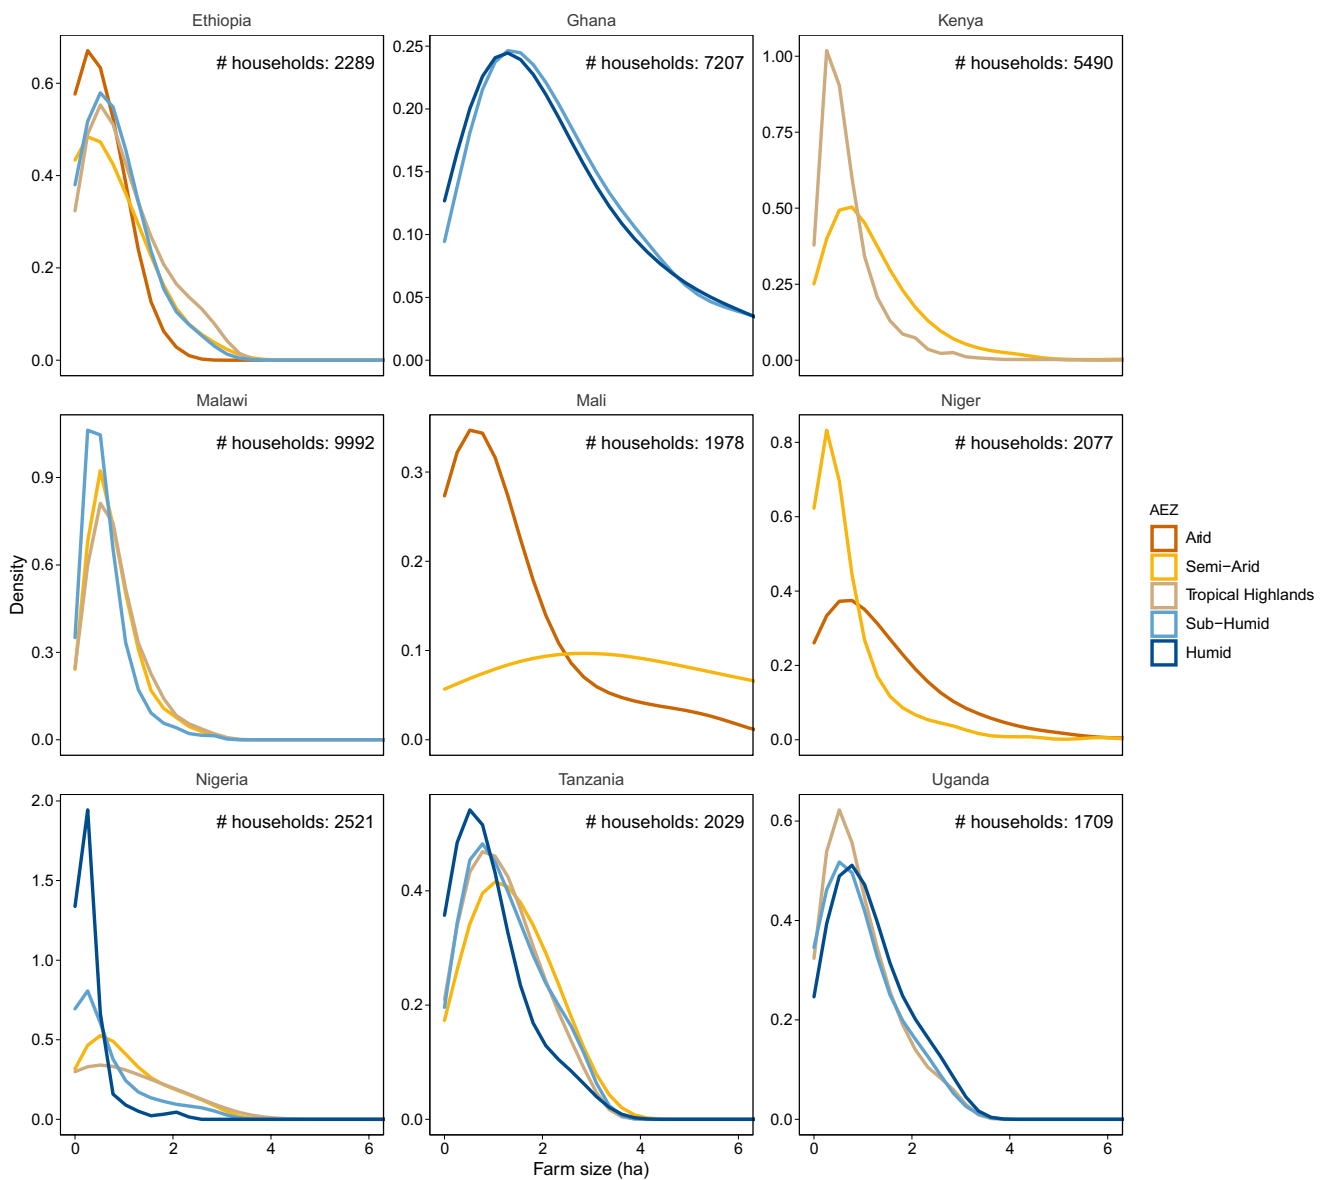 Ethiopia
Ghana
Kenya
# households: 2289
# households: 7207
# households: 5490
0.6
0.4
0.2
0.0
0.25
0.20
0.15
0.10
0.05
0.00
1.00
0.75
0.50
0.25
0.00
Malawi
Mali
Niger
# households: 9992
# households: 1978
# households: 2077
0.9
0.6
0.3
0.0
0.3
0.2
0.1
0.0
0.8
0.6
0.4
0.2
0.0
Density
Nigeria
Tanzania
Uganda
# households: 2521
# households: 2029
# households: 1709
2.0
1.5
1.0
0.5
0.0
0.4
0.2
0.0
0.6
0.4
0.2
0.0
0 2 4 6
0 2 4 6
0 2 4 6
Farm size (ha)
AEZ
Arid
Semi−Arid
Tropical Highlands
Sub−Humid
Humid